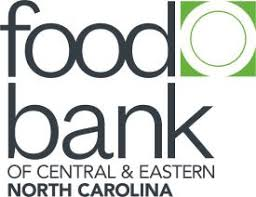 food
bank
OF CENTRAL & EASTERN
NORTH CAROLINA